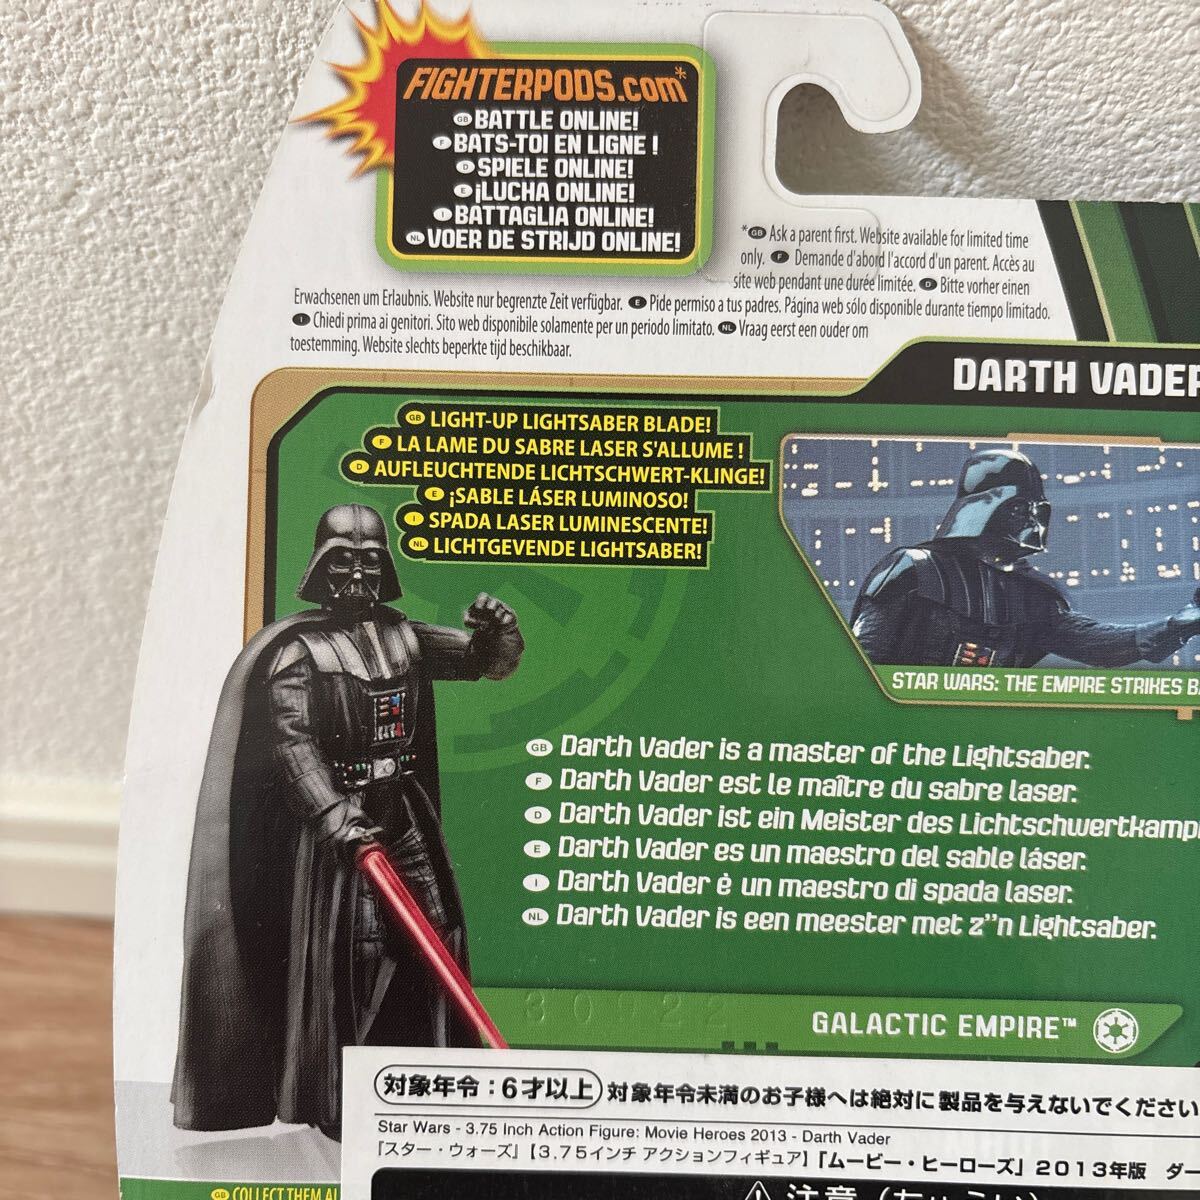 FIGHTERPODS.com*
GB BATTLE ONLINE!
F BATS-TOI EN LIGNE !
D SPIELE ONLINE!
E ¡LUCHA ONLINE!
I BATTAGLIA ONLINE!
NL VOER DE STRIJD ONLINE!
* GB Ask a parent first. Website available for limited time
only. F Demande d'abord l'accord d'un parent. Accès au
site web pendant une durée limitée. D Bitte vorher einen
Erwachsenen um Erlaubnis. Website nur begrenzte Zeit verfügbar. E Pide permiso a tus padres. Página web sólo disponible durante tiempo limitado.
I Chiedi prima ai genitori. Sito web disponibile solamente per un periodo limitato. NL Vraag eerst een ouder om
toestemming. Website slechts beperkte tijd beschikbaar.
DARTH VADER
GB LIGHT-UP LIGHTSABER BLADE!
F LA LAME DU SABRE LASER S'ALLUME !
D AUFLEUCHTENDE LICHTSCHWERT-KLINGE!
E ¡SABLE LÁSER LUMINOSO!
I SPADA LASER LUMINESCENTE!
NL LICHTGEVENDE LIGHTSABER!
STAR WARS: THE EMPIRE STRIKES
GB Darth Vader is a master of the Lightsaber.
F Darth Vader est le maître du sabre laser.
D Darth Vader ist ein Meister des Lichtschwertkamp
E Darth Vader es un maestro del sable láser.
I Darth Vader è un maestro di spada laser.
NL Darth Vader is een meester met z"n Lightsaber.
30922
GALACTIC EMPIRE™
対象年令：6才以上 対象年令未満のお子様へは絶対に製品を与えないでください
Star Wars - 3.75 Inch Action Figure: Movie Heroes 2013 - Darth Vader
『スター・ウォーズ』【3.75インチ アクションフィギュア】『ムービー・ヒーローズ』2013年版 ダー
⚠ 注意（ちゅうい）
GB COLLECT THEM AL